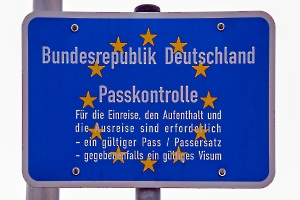 Bundesrepublik Deutschland
Passkontrolle
Für die Einreise, den Aufenthalt und
die Ausreise sind erforderlich
- ein gültiger Pass / Passersatz
- gegebenenfalls ein gültiges Visum